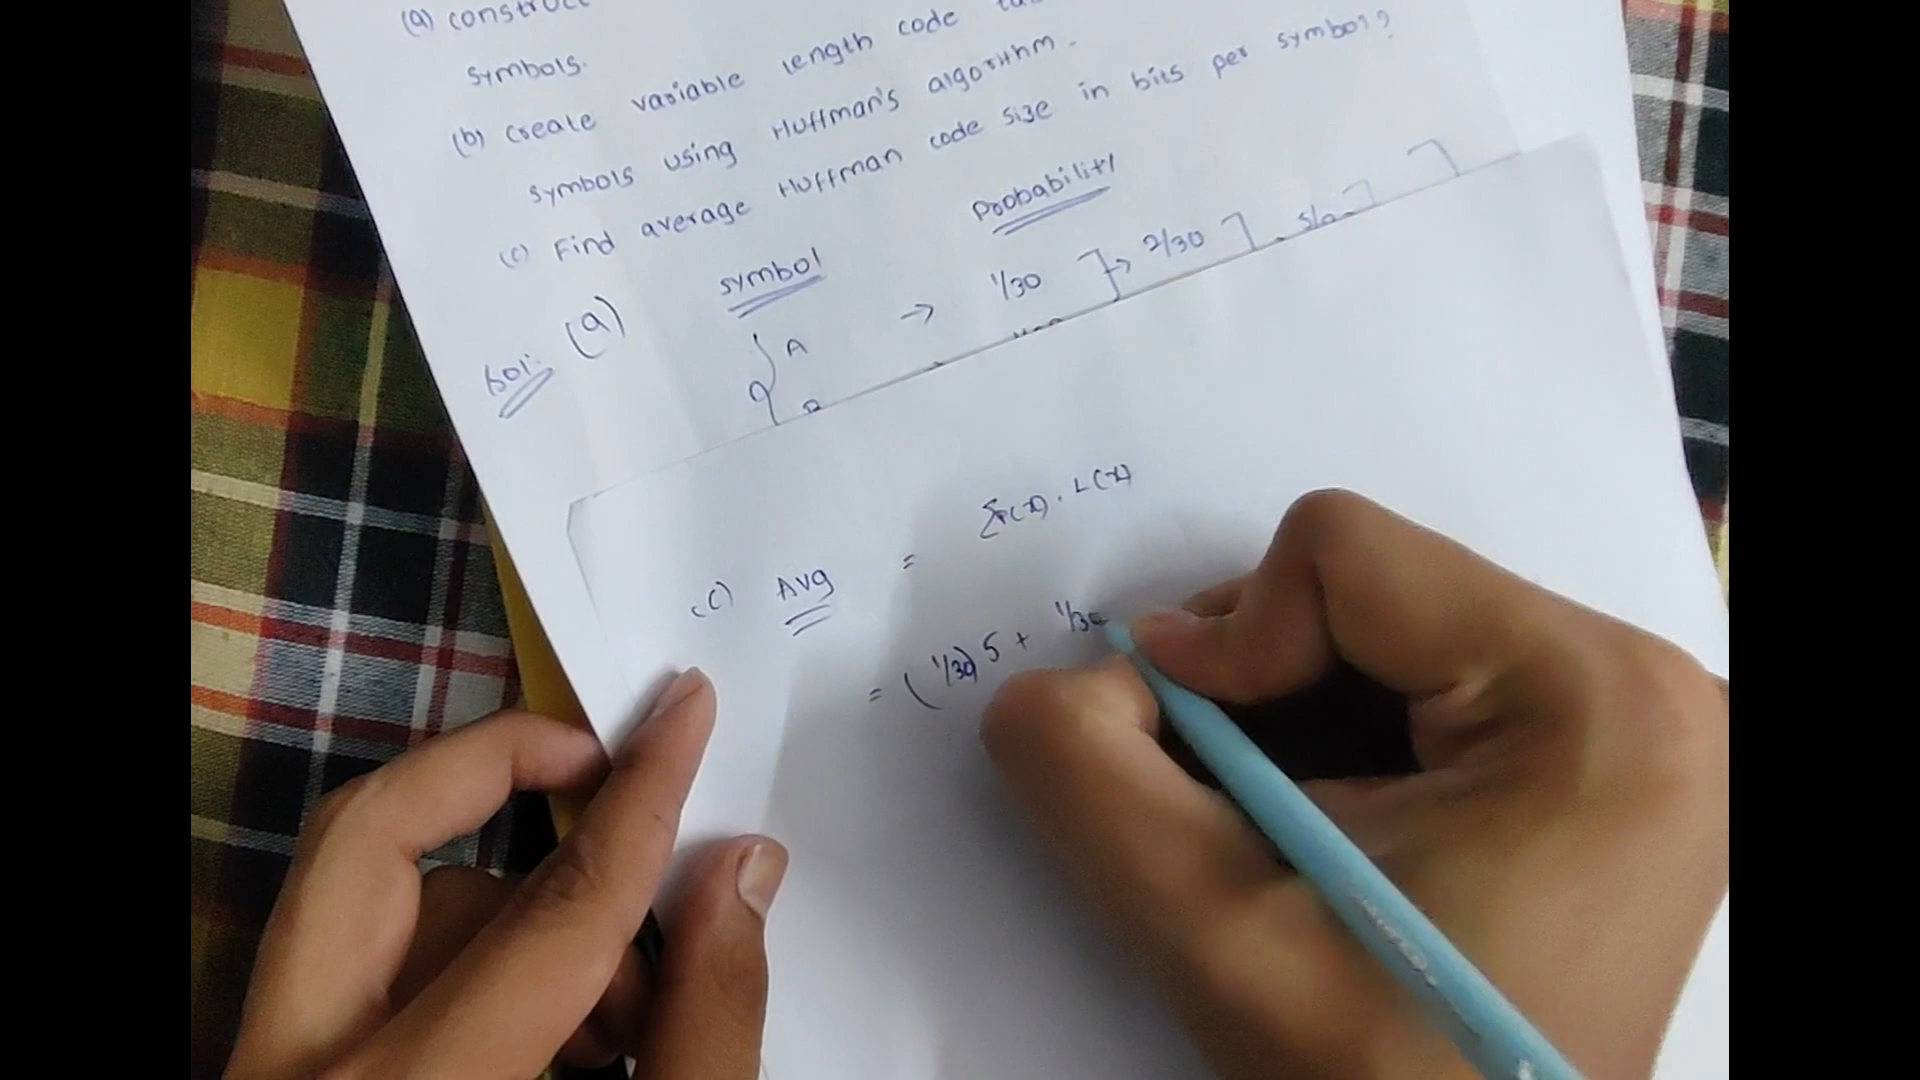 (a) construct
symbols.
(b) create variable length code
symbols using Huffman's algorithm.
(c) Find average Huffman code size in bits per symbol?
Sol: (a) symbol Probability
A → 1/30 ] → 2/30 ]
(c) Avg = ΣP(x) . L(x)
= (1/30) 5 + 1/30